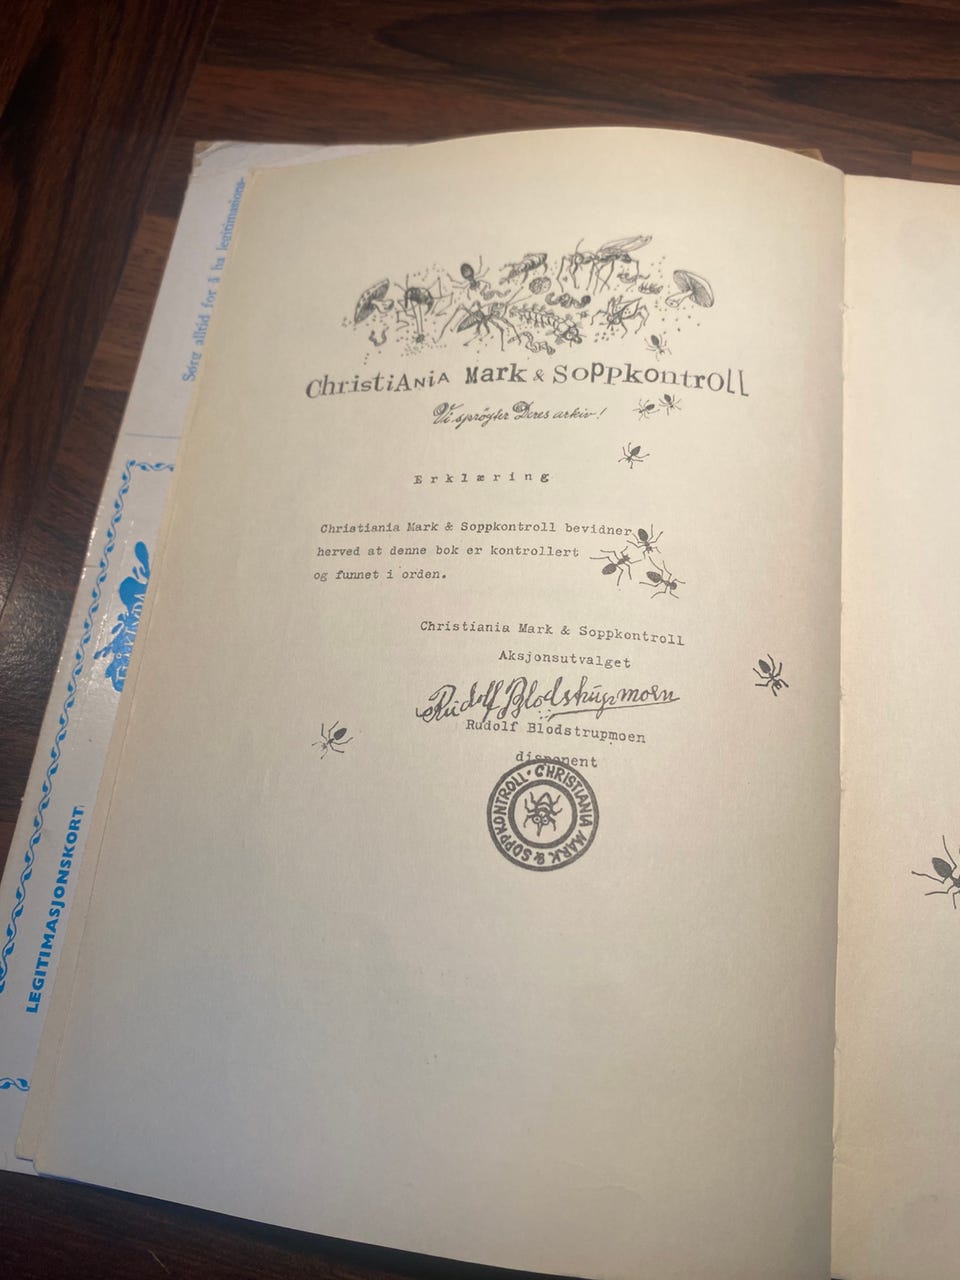 ChristiAniA Mark & Soppkontroll
Vi sprøyter Deres arkiv!
Erklæring
Christiania Mark & Soppkontroll bevidner
herved at denne bok er kontrollert
og funnet i orden.
Christiania Mark & Soppkontroll
Aksjonsutvalget
Rudolf Blodstrupmoen
Rudolf Blodstrupmoen
disponent
CHRISTIANIA MARK & SOPPKONTROLL
Sørg alltid for å ha legitimasjons-
LEGITIMASJONSKORT